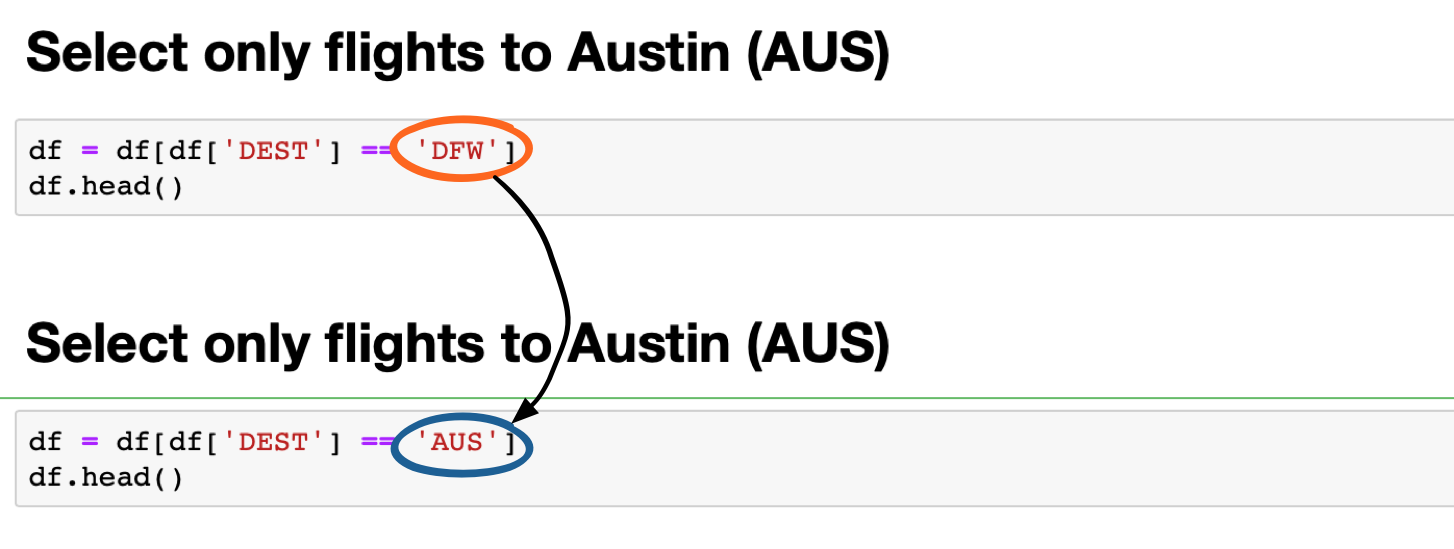 Select only flights to Austin (AUS)
df = df[df['DEST'] == 'DFW']
df.head()
Select only flights to Austin (AUS)
df = df[df['DEST'] == 'AUS']
df.head()